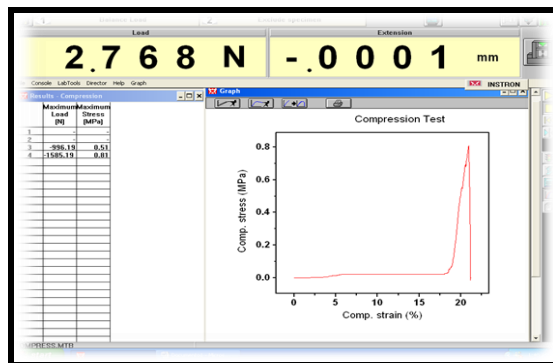 Balance Load
Load
Extension
2.768 N
-.0001 mm
Console LabTools Director Help Graph
INSTRON
Results - Compression
Graph
Maximum Load [N]
Maximum Stress [MPa]
1 - -
2 - -
3 -996.19 0.51
4 -1585.19 0.81
Compression Test
Comp. stress (MPa)
0.8
0.6
0.4
0.2
0.0
0 5 10 15 20
Comp. strain (%)